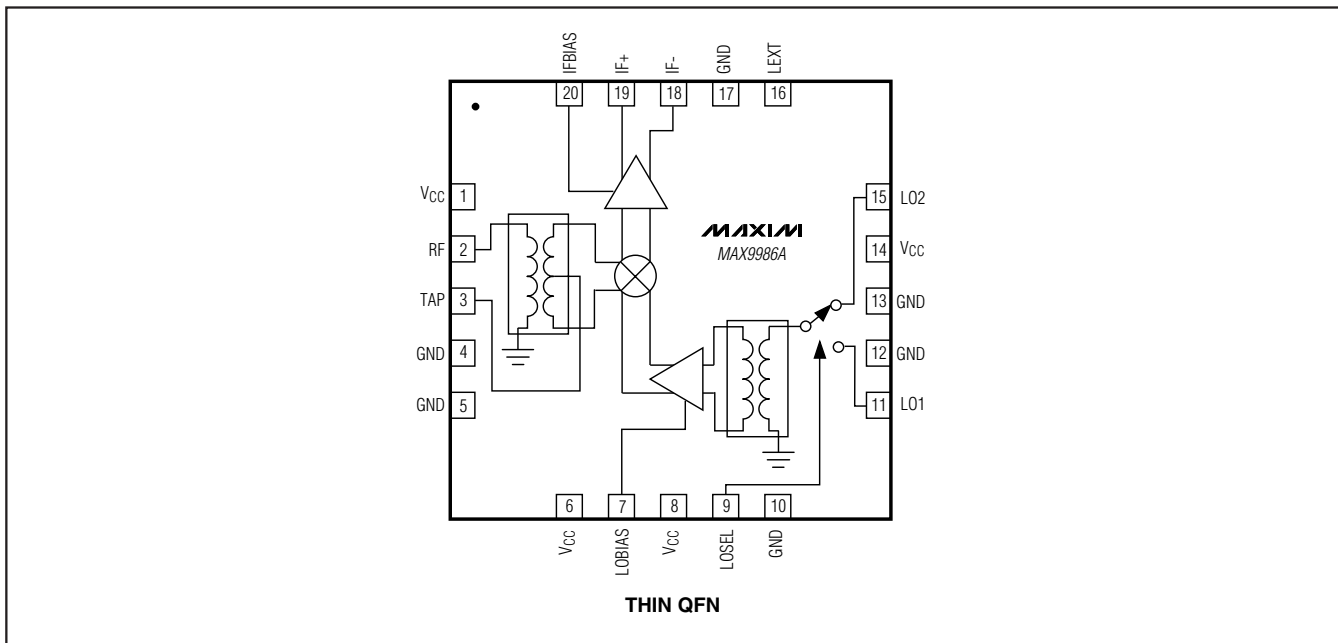 IFBIAS
IF+
IF-
GND
LEXT
20
19
18
17
16
VCC
1
RF
2
TAP
3
GND
4
GND
5
MAXIM
MAX9986A
15
LO2
14
VCC
13
GND
12
GND
11
LO1
6
7
8
9
10
VCC
LOBIAS
VCC
LOSEL
GND
THIN QFN